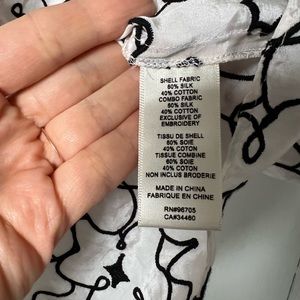 SHELL FABRIC
60% SILK
40% COTTON
COMBO FABRIC
60% SILK
40% COTTON
EXCLUSIVE OF
EMBROIDERY
TISSU DE SHELL
60% SOIE
40% COTON
TISSUE COMBINE
60% SOIE
40% COTON
NON INCLUS BRODERIE
MADE IN CHINA
FABRIQUE EN CHINE
RN#96705
CA#34460